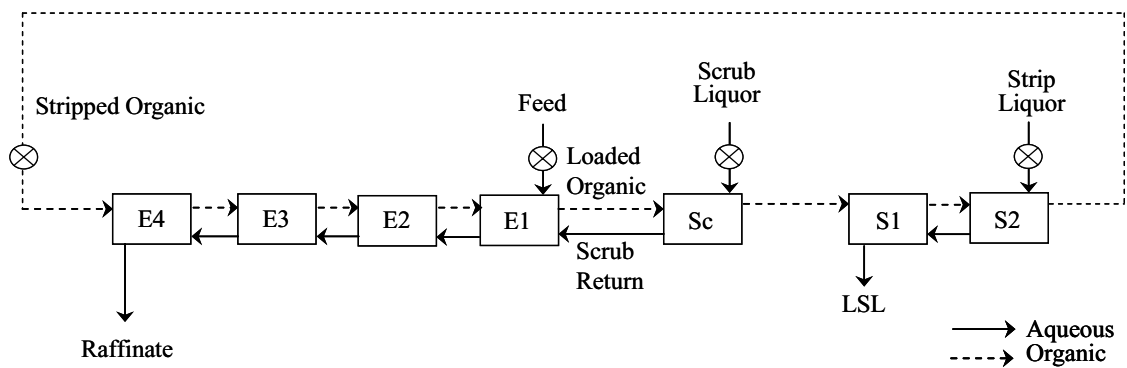 Stripped Organic
Feed
Scrub
Liquor
Strip
Liquor
Loaded
Organic
E4
E3
E2
E1
Sc
S1
S2
Scrub
Return
LSL
Raffinate
Aqueous
Organic